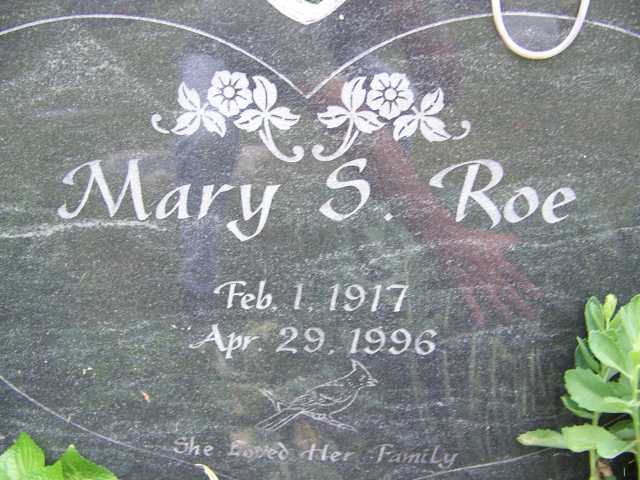 Mary S. Roe
Feb. 1, 1917
Apr. 29, 1996
She Loved Her Family